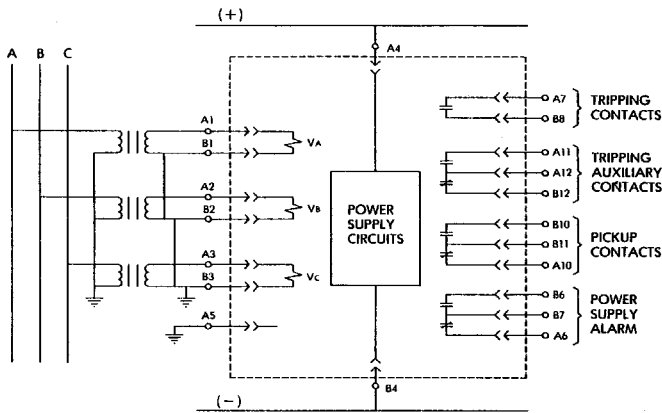 (+)
A4
A B C
A1
B1
VA
A2
B2
VB
A3
B3
VC
A5
POWER
SUPPLY
CIRCUITS
A7
B8
TRIPPING
CONTACTS
A11
A12
B12
TRIPPING
AUXILIARY
CONTACTS
B10
B11
A10
PICKUP
CONTACTS
B6
B7
A6
POWER
SUPPLY
ALARM
B4
(-)